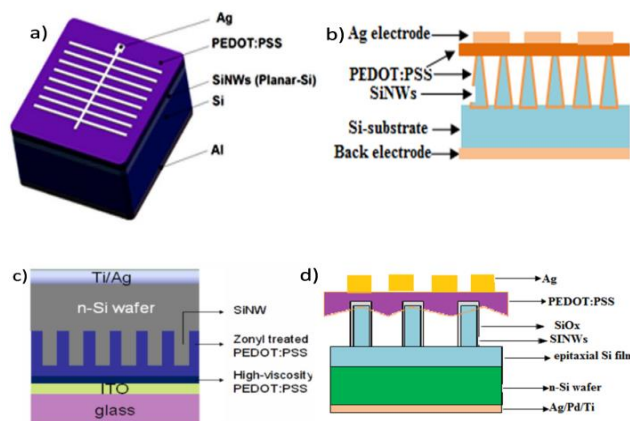 a)
Ag
PEDOT:PSS
SiNWs (Planar-Si)
Si
Al
b)
Ag electrode
PEDOT:PSS
SiNWs
Si-substrate
Back electrode
c)
Ti/Ag
n-Si wafer
SiNW
Zonyl treated
PEDOT:PSS
High-viscosity
PEDOT:PSS
ITO
glass
d)
Ag
PEDOT:PSS
SiOx
SINWs
epitaxial Si film
n-Si wafer
Ag/Pd/Ti